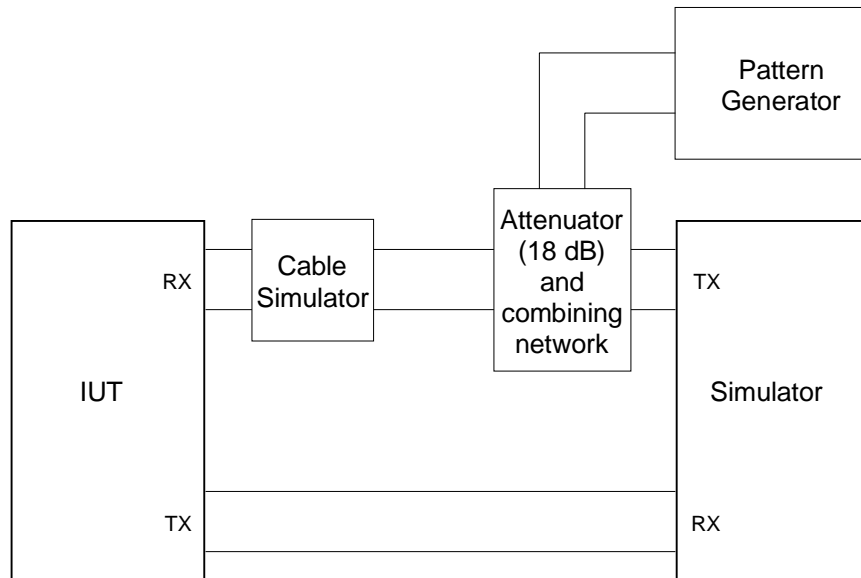 Pattern
Generator
Attenuator
(18 dB)
and
combining
network
RX
Cable
Simulator
TX
IUT
Simulator
TX
RX